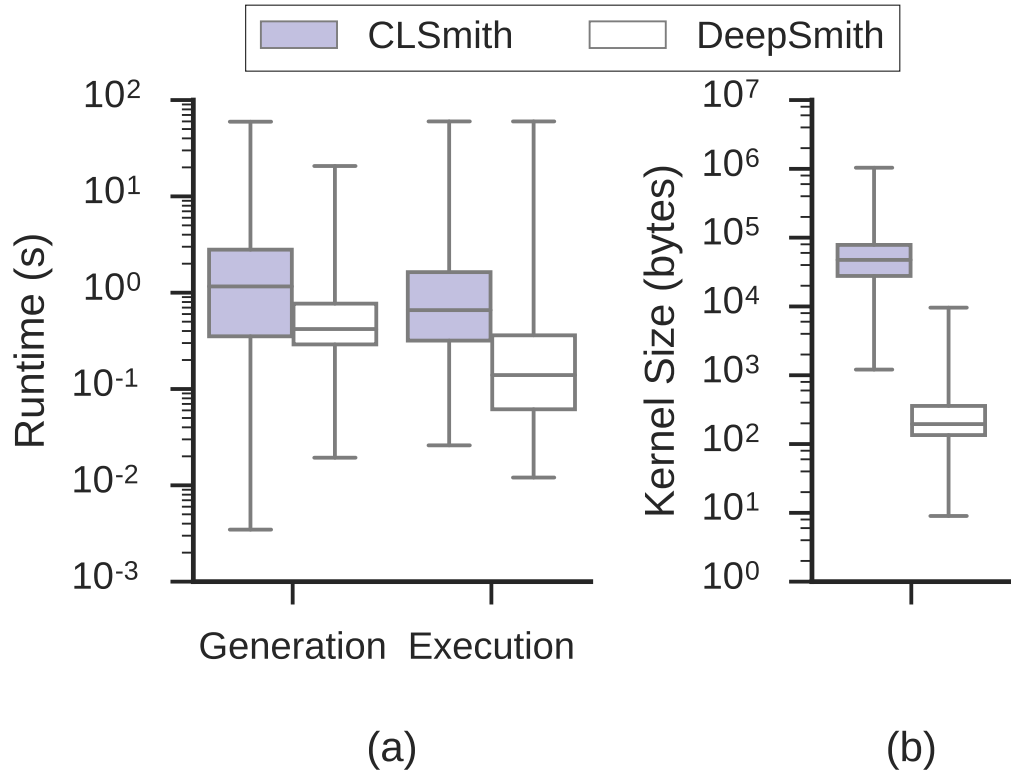 CLSmith DeepSmith
Runtime (s)
10²
10¹
10⁰
10⁻¹
10⁻²
10⁻³
Generation Execution
(a)
Kernel Size (bytes)
10⁷
10⁶
10⁵
10⁴
10³
10²
10¹
10⁰
(b)